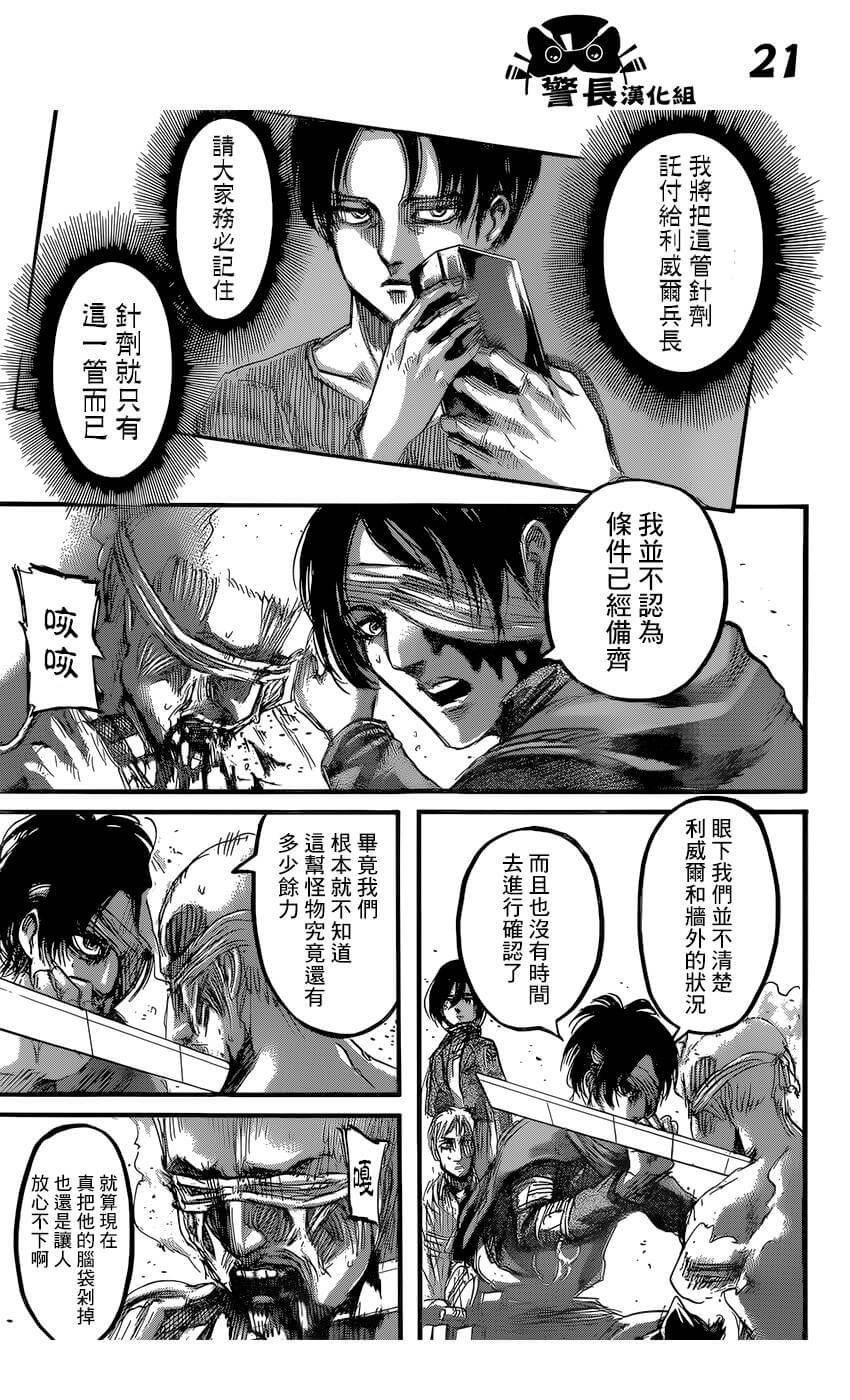 警長漢化組
21
我將把這管針劑
託付給利威爾兵長
請大家務必記住
針劑就只有
這一管而已
我並不認為
條件已經備齊
咳咳
眼下我們並不清楚
利威爾和牆外的狀況
而且也沒有時間
去進行確認了
畢竟我們
根本就不知道
這幫怪物究竟還有
多少餘力
嘎
就算現在
真把他的腦袋剁掉
也還是讓人
放心不下啊